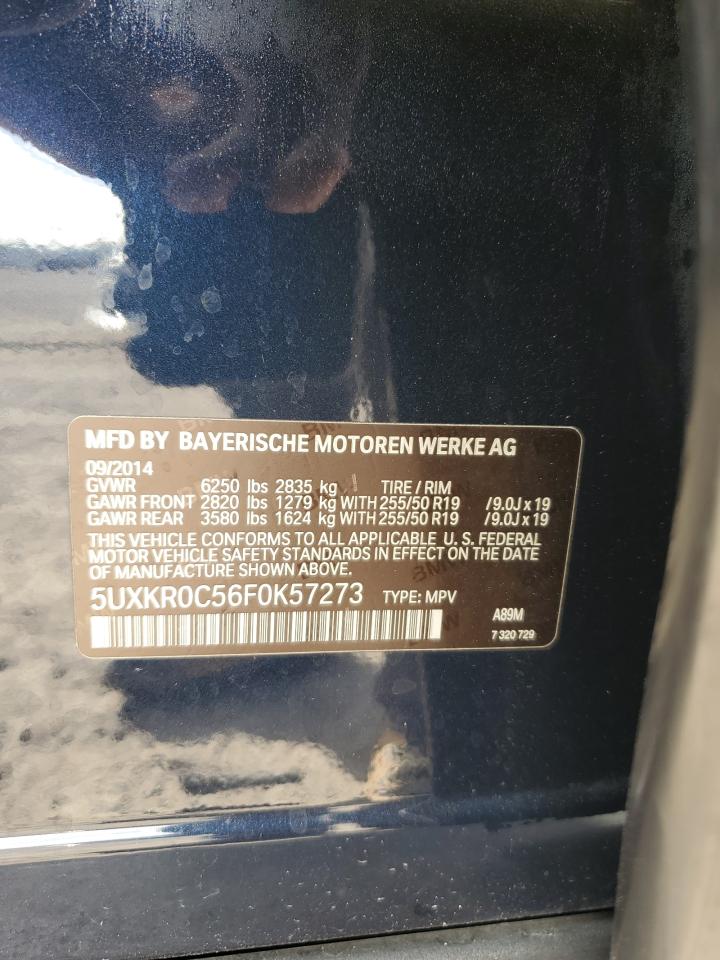 MFD BY BAYERISCHE MOTOREN WERKE AG
09/2014
GVWR 6250 lbs 2835 kg TIRE / RIM
GAWR FRONT 2820 lbs 1279 kg WITH 255/50 R19 /9.0J x 19
GAWR REAR 3580 lbs 1624 kg WITH 255/50 R19 /9.0J x 19
THIS VEHICLE CONFORMS TO ALL APPLICABLE U. S. FEDERAL
MOTOR VEHICLE SAFETY STANDARDS IN EFFECT ON THE DATE
OF MANUFACTURE SHOWN ABOVE.
5UXKR0C56F0K57273 TYPE: MPV
A89M
7 320 729